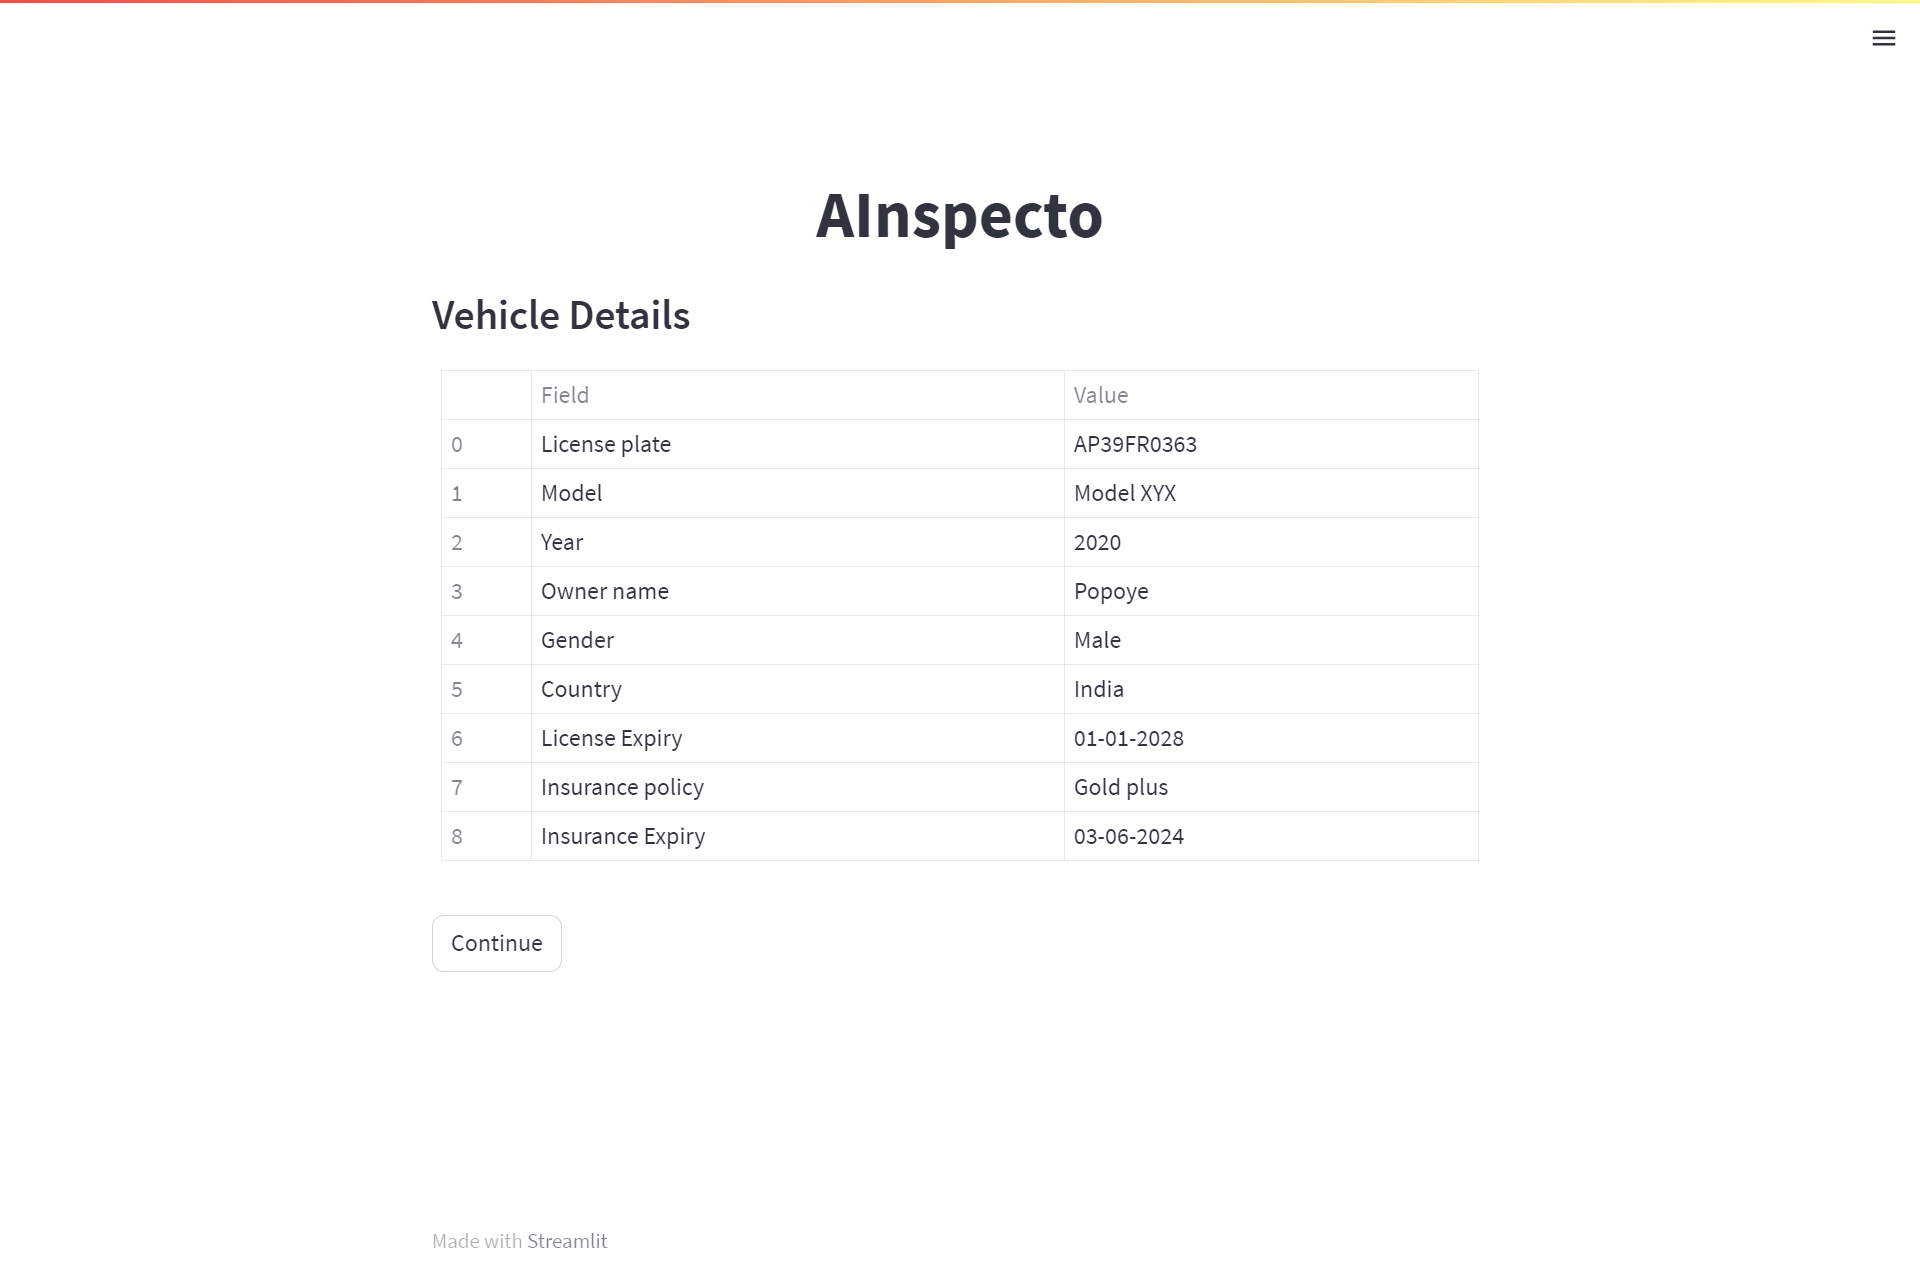 AInspecto
Vehicle Details
Field Value
0 License plate AP39FR0363
1 Model Model XYX
2 Year 2020
3 Owner name Popoye
4 Gender Male
5 Country India
6 License Expiry 01-01-2028
7 Insurance policy Gold plus
8 Insurance Expiry 03-06-2024
Continue
Made with Streamlit